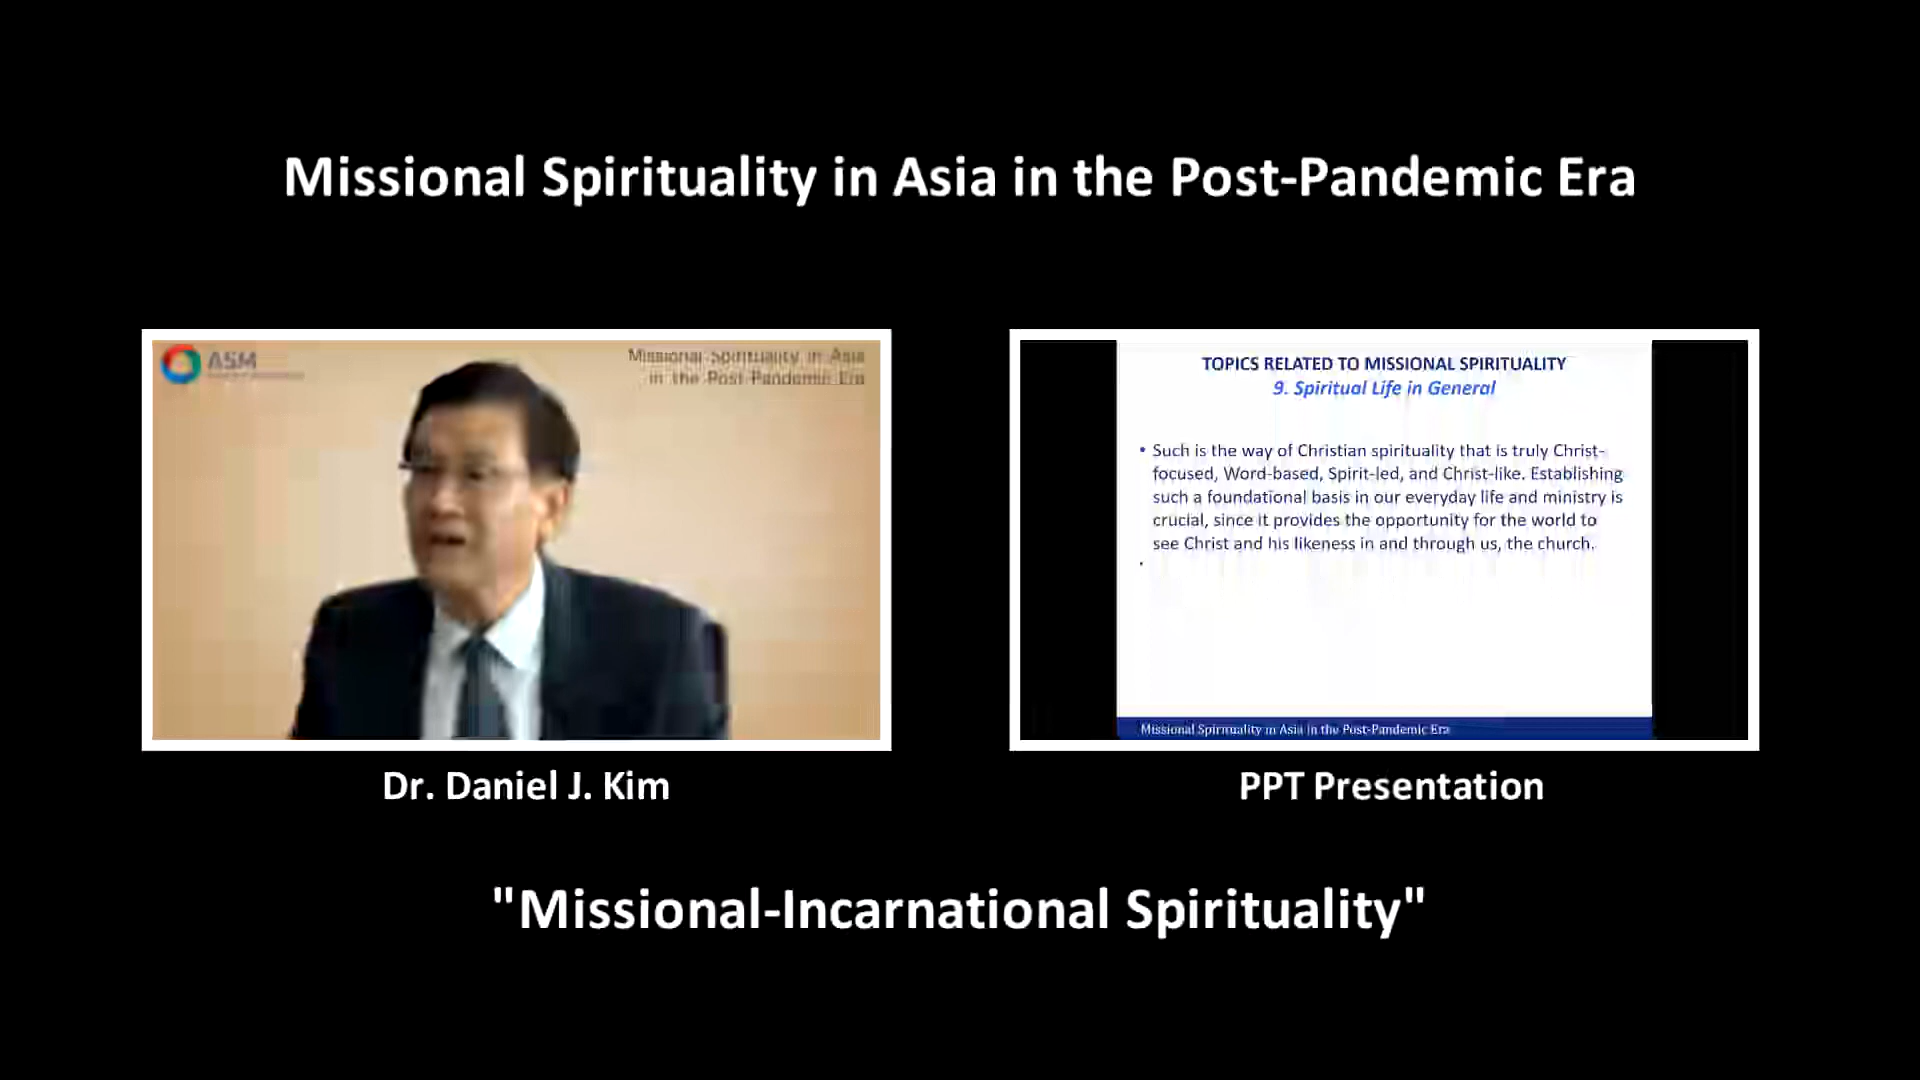 Missional Spirituality in Asia in the Post-Pandemic Era
ASM
Missional Spirituality in Asia
in the Post-Pandemic Era
TOPICS RELATED TO MISSIONAL SPIRITUALITY
9. Spiritual Life in General
• Such is the way of Christian spirituality that is truly Christ-
focused, Word-based, Spirit-led, and Christ-like. Establishing
such a foundational basis in our everyday life and ministry is
crucial, since it provides the opportunity for the world to
see Christ and his likeness in and through us, the church.
•
Missional Spirituality in Asia in the Post-Pandemic Era
Dr. Daniel J. Kim
PPT Presentation
"Missional-Incarnational Spirituality"